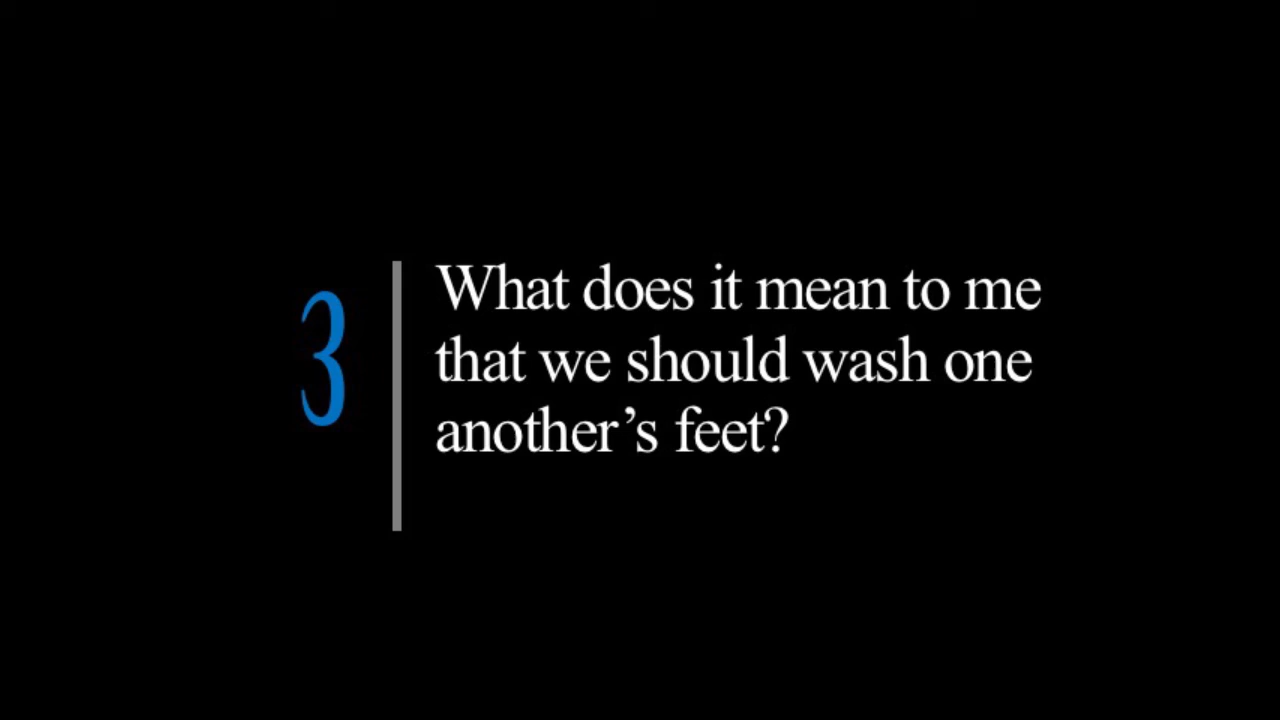 3
What does it mean to me
that we should wash one
another’s feet?